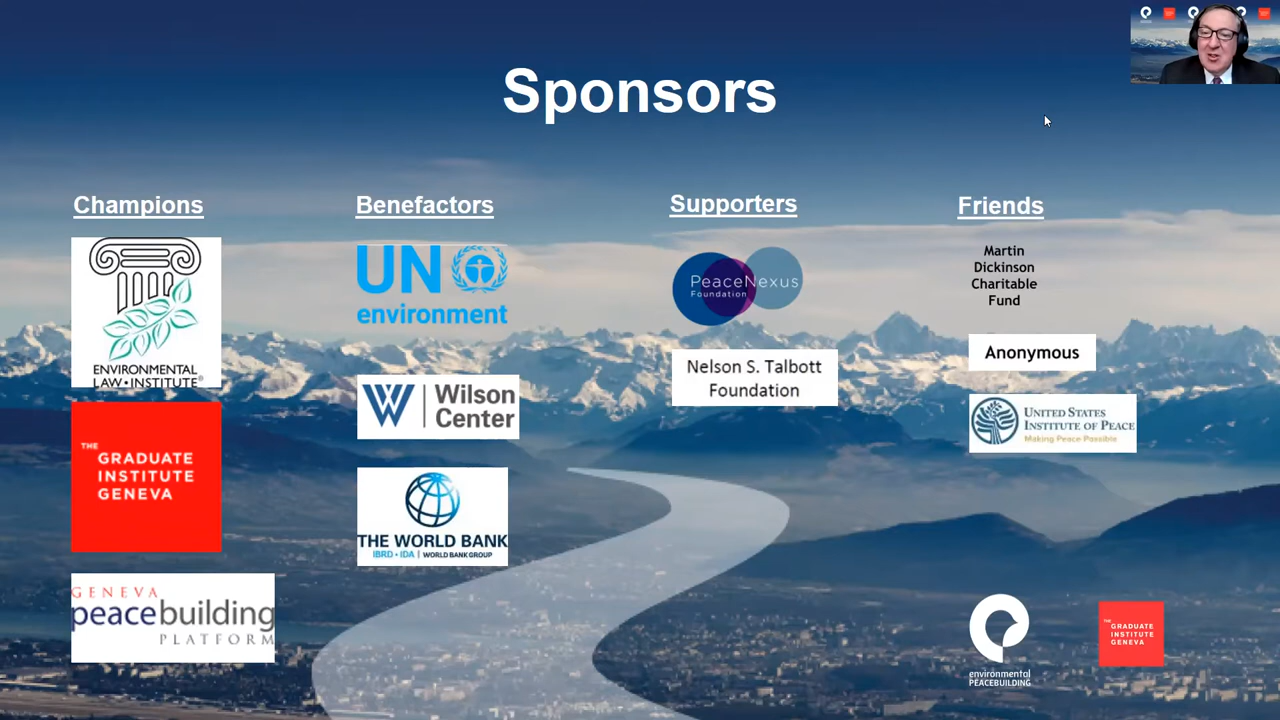 Sponsors
Champions
ENVIRONMENTAL
LAW•INSTITUTE®
THE
GRADUATE
INSTITUTE
GENEVA
GENEVA
peacebuilding
PLATFORM
Benefactors
UN
environment
Wilson
Center
THE WORLD BANK
IBRD • IDA | WORLD BANK GROUP
Supporters
PeaceNexus
Foundation
Nelson S. Talbott
Foundation
Friends
Martin
Dickinson
Charitable
Fund
Anonymous
UNITED STATES
INSTITUTE OF PEACE
Making Peace Possible
environmental
PEACEBUILDING
THE
GRADUATE
INSTITUTE
GENEVA